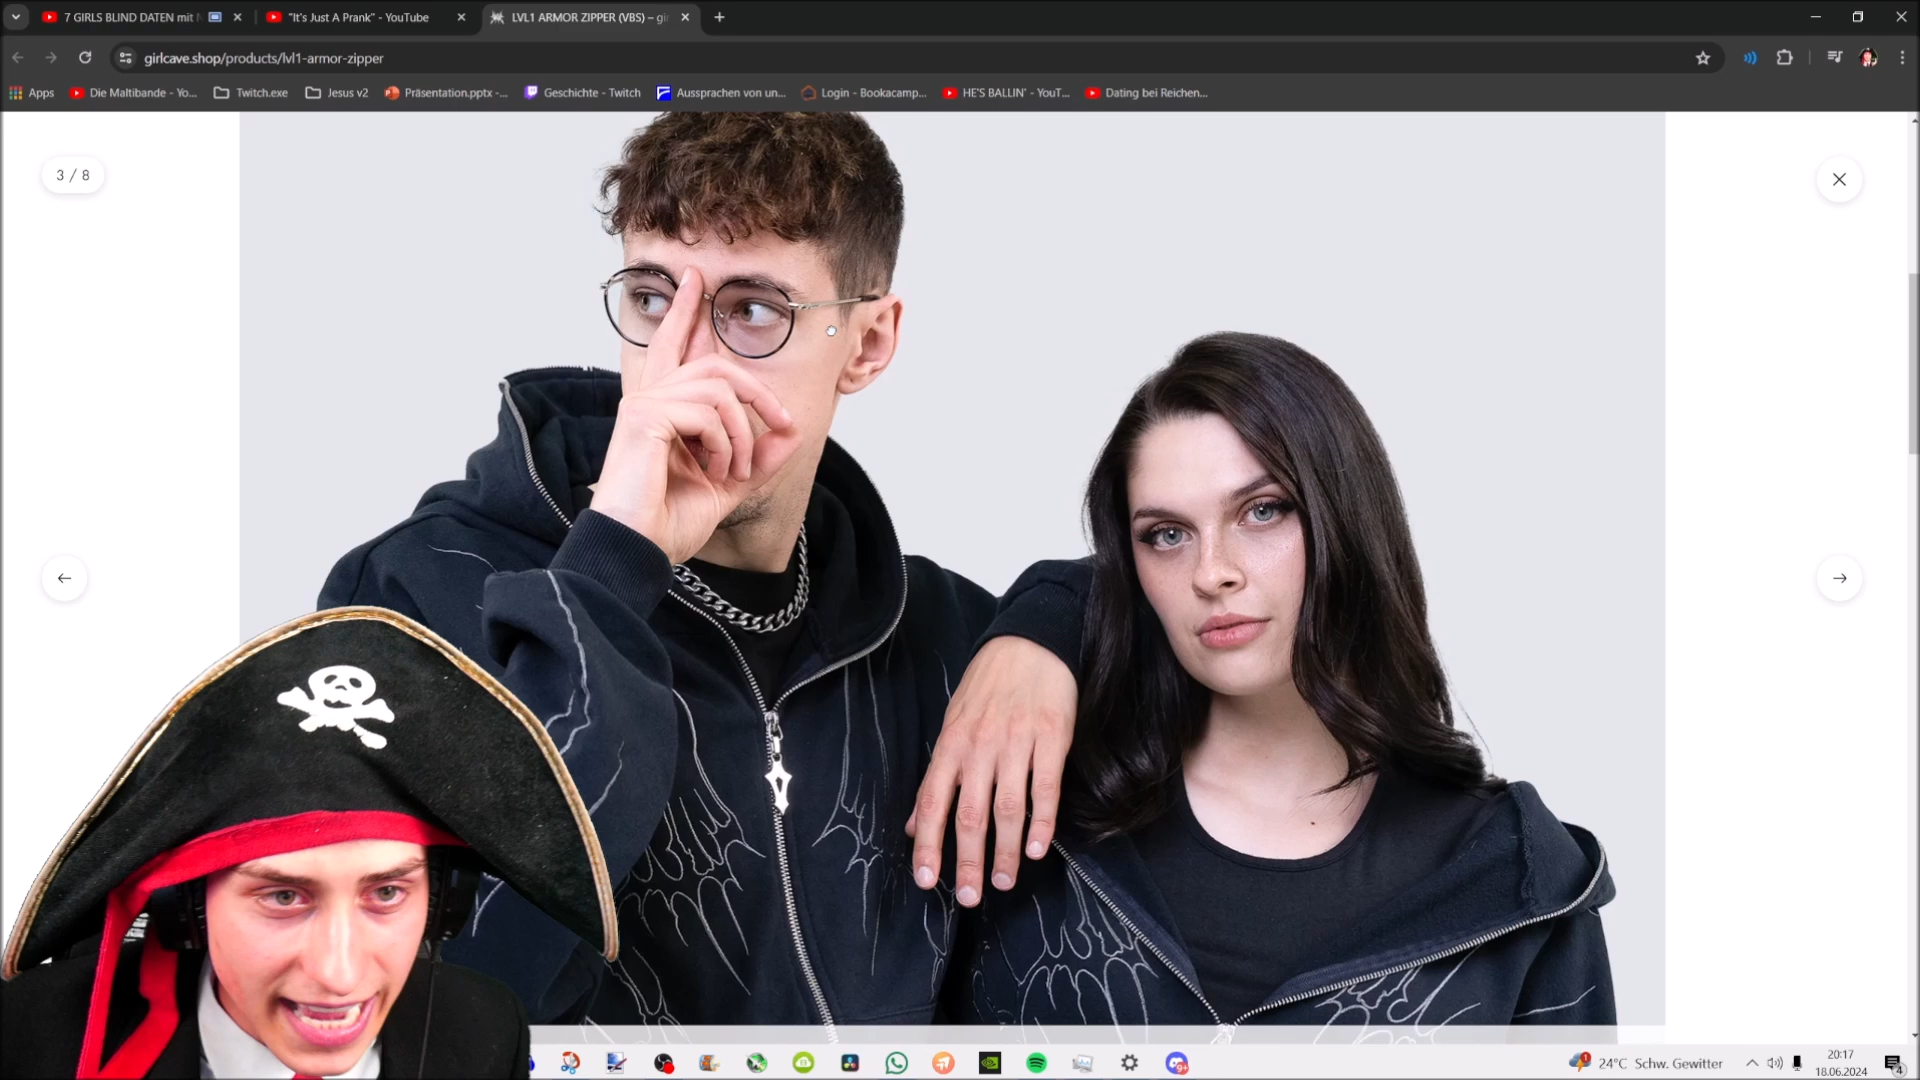 7 GIRLS BLIND DATEN mit
"It's Just A Prank" - YouTube
LVL1 ARMOR ZIPPER (VBS) – gi
girlcave.shop/products/lvl1-armor-zipper
Apps
Die Maltibande - Yo...
Twitch.exe
Jesus v2
Präsentation.pptx -...
Geschichte - Twitch
Aussprachen von un...
Login - Bookacamp...
HE'S BALLIN' - YouT...
Dating bei Reichen...
3 / 8
24°C Schw. Gewitter
20:17
18.06.2024